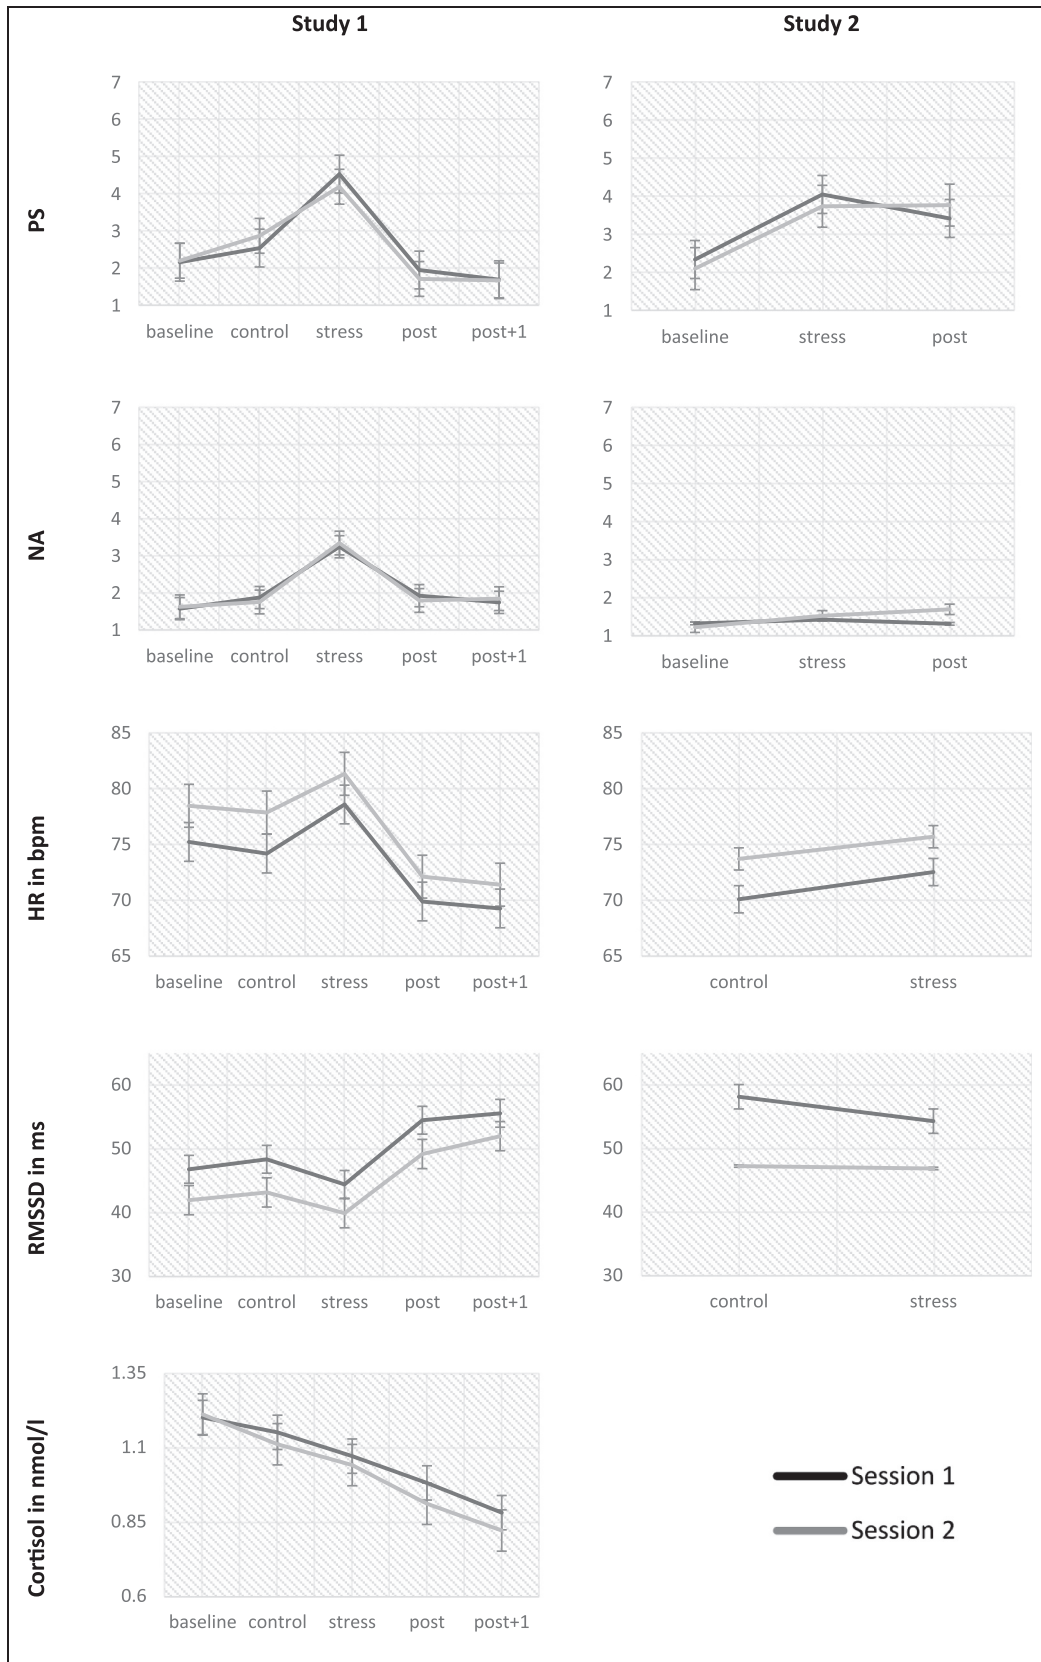 Study 1
Study 2
PS
7
6
5
4
3
2
1
baseline control stress post post+1
7
6
5
4
3
2
1
baseline stress post
NA
7
6
5
4
3
2
1
baseline control stress post post+1
7
6
5
4
3
2
1
baseline stress post
HR in bpm
85
80
75
70
65
baseline control stress post post+1
85
80
75
70
65
control stress
RMSSD in ms
60
50
40
30
baseline control stress post post+1
60
50
40
30
control stress
Cortisol in nmol/l
1.35
1.1
0.85
0.6
baseline control stress post post+1
Session 1
Session 2